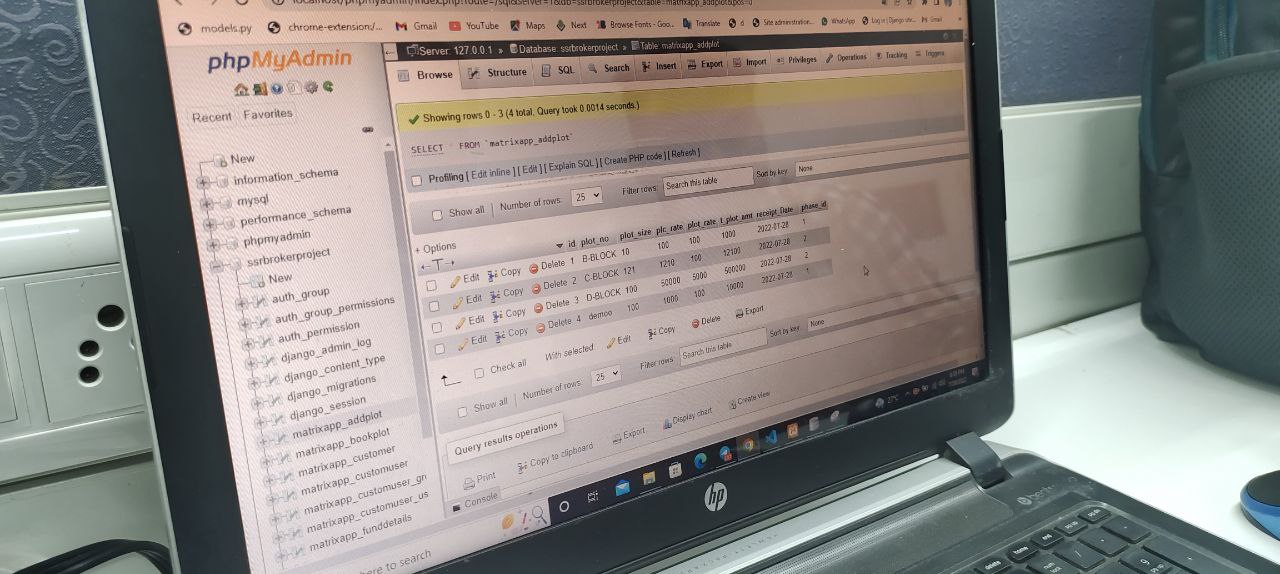 localhost/phpmyadmin/index.php?route=/sql&server=1&db=ssrbrokerproject&table=matrixapp_addplot&pos=0
models.py chrome-extension/... Gmail YouTube Maps Next Browse Fonts - Goo... Translate d Site administration... WhatsApp Gmail
phpMyAdmin
Recent Favorites
New
information_schema
mysql
performance_schema
phpmyadmin
ssrbrokerproject
New
auth_group
auth_group_permissions
auth_permission
django_admin_log
django_content_type
django_migrations
django_session
matrixapp_addplot
matrixapp_bookplot
matrixapp_customer
matrixapp_customuser
matrixapp_customuser_gr
matrixapp_customuser_us
matrixapp_funddetails
Server: 127.0.0.1 » Database: ssrbrokerproject » Table: matrixapp_addplot
Browse Structure SQL Search Insert Export Import Privileges Operations Tracking Triggers
Showing rows 0 - 3 (4 total, Query took 0.0014 seconds.)
SELECT * FROM `matrixapp_addplot`
Profiling [ Edit inline ] [ Edit ] [ Explain SQL ] [ Create PHP code ] [ Refresh ]
Show all Number of rows: 25 Filter rows: Search this table Sort by key: None
+ Options
id plot_no plot_size plc_rate plot_rate t_plot_amt receipt_Date phase_id
Edit Copy Delete 1 B-BLOCK 10 100 100 1000 2022-07-28 1
Edit Copy Delete 2 C-BLOCK 121 1210 100 12100 2022-07-28 2
Edit Copy Delete 3 D-BLOCK 100 50000 5000 500000 2022-07-28 2
Edit Copy Delete 4 demoo 100 1000 100 10000 2022-07-28 1
Check all With selected: Edit Copy Delete Export
Show all Number of rows: 25 Filter rows: Search this table Sort by key: None
Query results operations
Print Copy to clipboard Export Display chart Create view
Console
here to search
27°C
hp
delete
home
end
pg up
pg dn
num lock